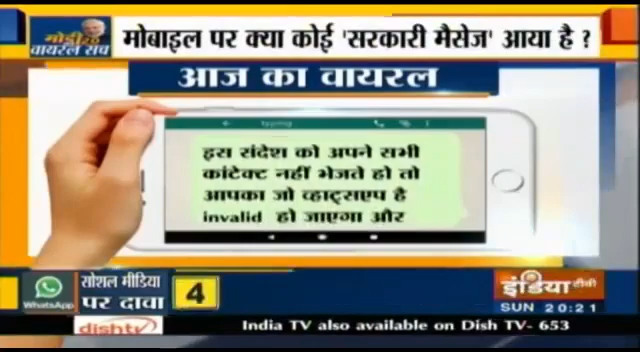 मोदी
वायरल सच
मोबाइल पर क्या कोई 'सरकारी मैसेज' आया है ?
आज का वायरल
इस संदेश को अपने सभी
कांटेक्ट नहीं भेजते हो तो
आपका जो व्हाट्सएप है
invalid हो जाएगा और
WhatsApp
सोशल मीडिया
पर दावा
4
इंडिया टीवी
SUN 20:21
dishtv
India TV also available on Dish TV- 653